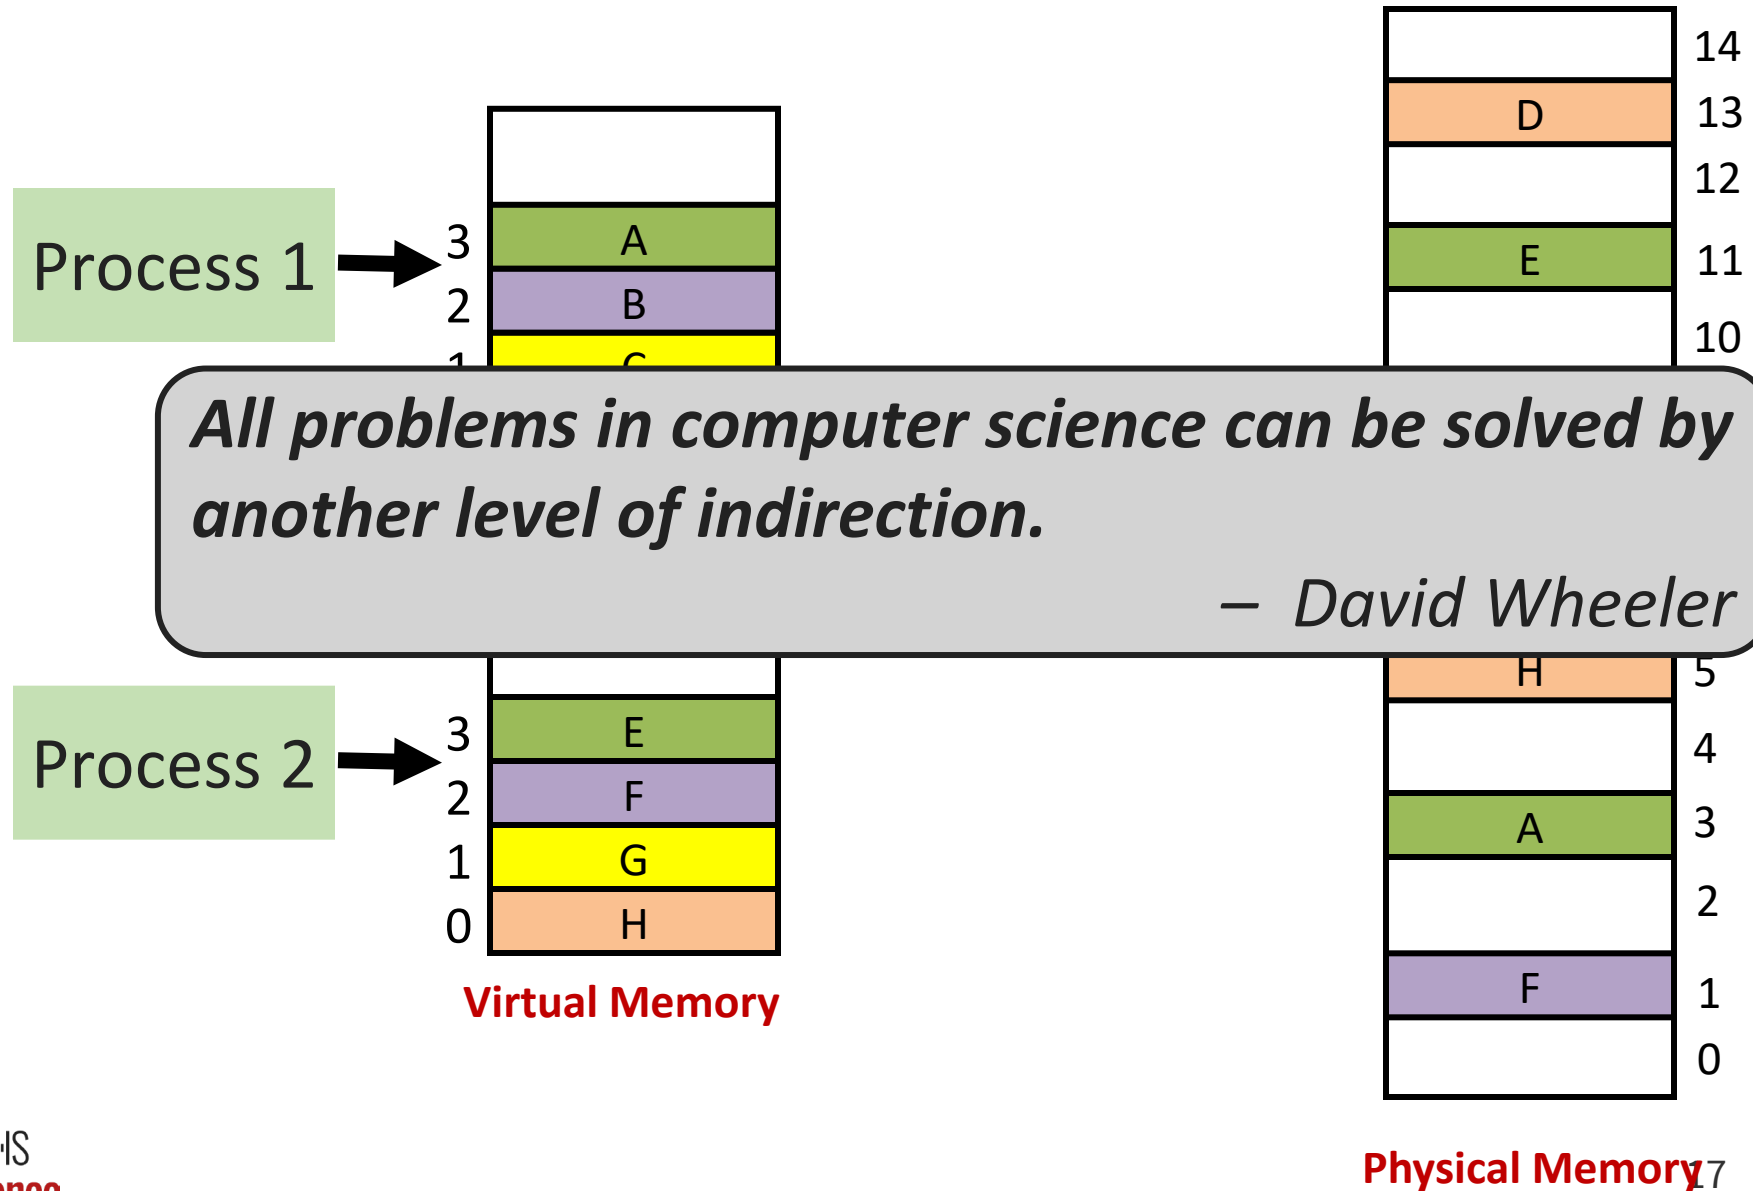 14
D
13
12
Process 1
3
A
E
11
2
B
10
All problems in computer science can be solved by
another level of indirection.
– David Wheeler
H
5
Process 2
3
E
4
2
F
A
3
1
G
2
0
H
F
1
Virtual Memory
0
Physical Memory
17